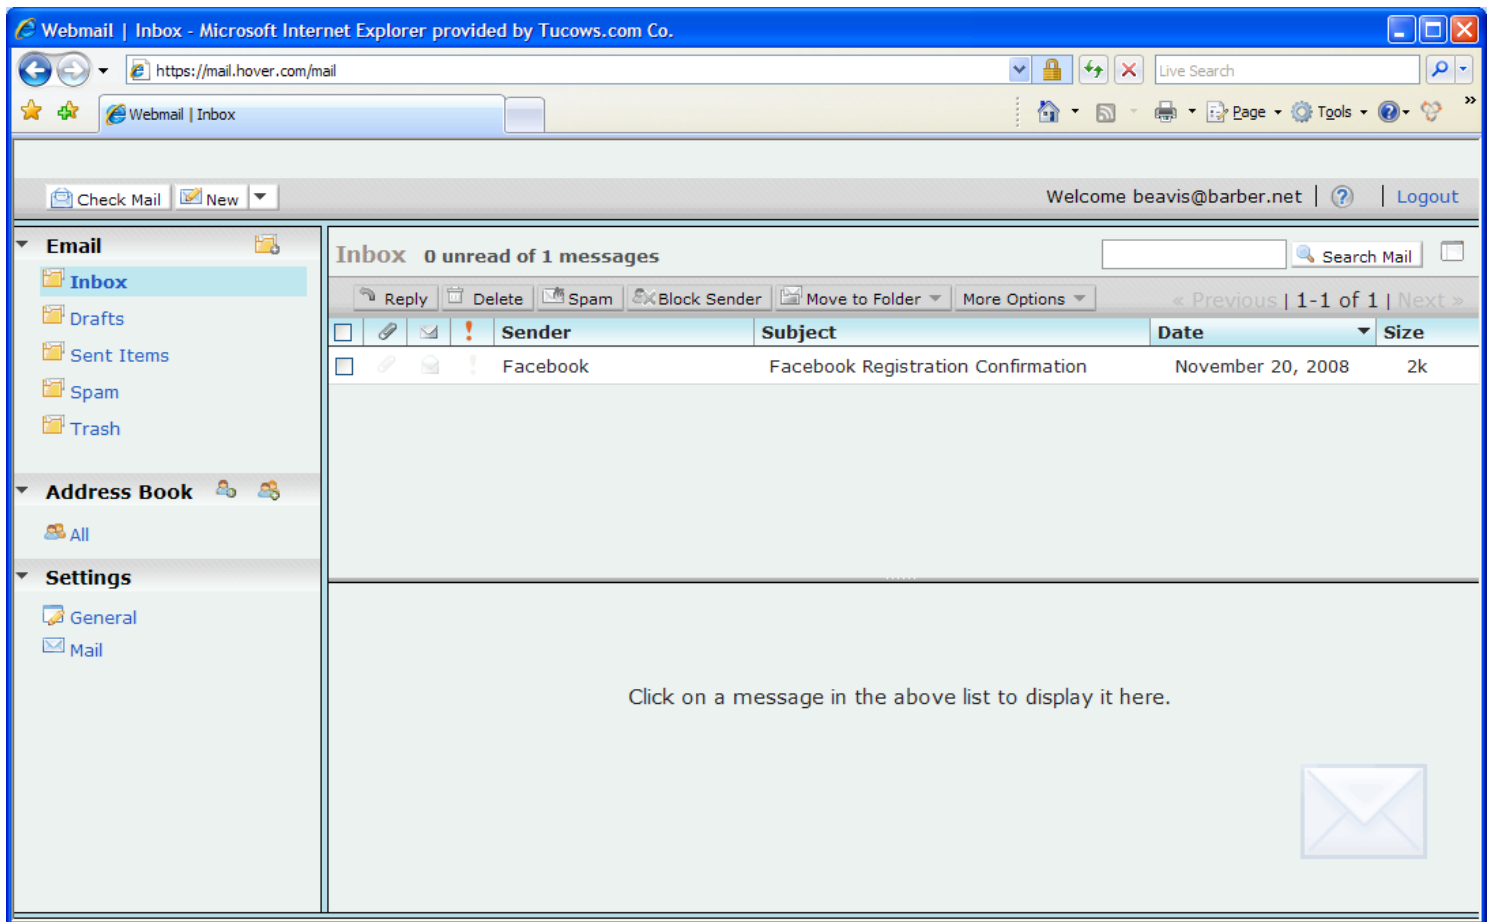 Webmail | Inbox - Microsoft Internet Explorer provided by Tucows.com Co.
https://mail.hover.com/mail
Live Search
Webmail | Inbox
Page
Tools
»
Check Mail
New
Welcome beavis@barber.net | ? | Logout
Email
Inbox
Drafts
Sent Items
Spam
Trash
Address Book
All
Settings
General
Mail
Inbox 0 unread of 1 messages
Search Mail
Reply
Delete
Spam
Block Sender
Move to Folder
More Options
« Previous | 1-1 of 1 | Next »
! Sender Subject Date Size
! Facebook Facebook Registration Confirmation November 20, 2008 2k
Click on a message in the above list to display it here.